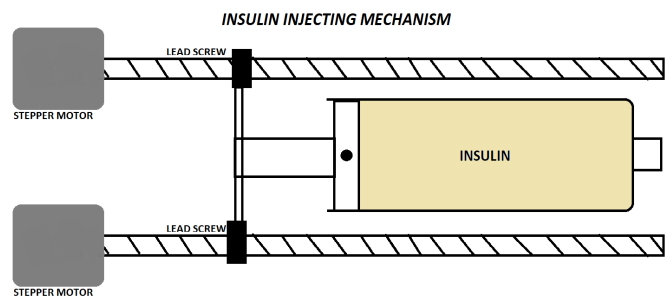 INSULIN INJECTING MECHANISM
LEAD SCREW
STEPPER MOTOR
INSULIN
LEAD SCREW
STEPPER MOTOR